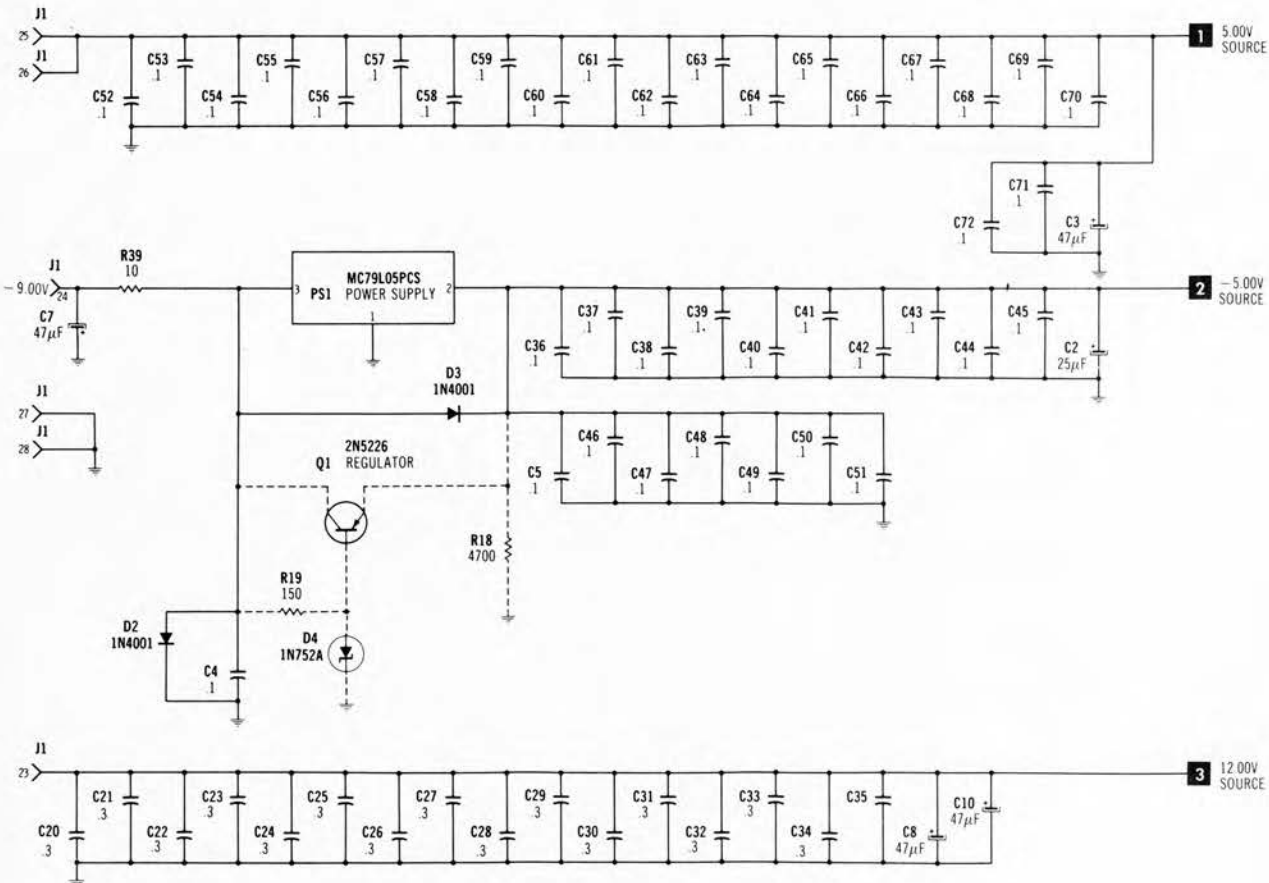 J1
25
J1
26
C52
.1
C53
.1
C54
.1
C55
.1
C56
.1
C57
.1
C58
.1
C59
.1
C60
.1
C61
.1
C62
.1
C63
.1
C64
.1
C65
.1
C66
.1
C67
.1
C68
.1
C69
.1
C70
.1
1 5.00V
SOURCE
C72
.1
C71
.1
C3
47µF
J1
-9.00V 24
C7
47µF
R39
10
3 PS1 MC79L05PCS
POWER SUPPLY 2
1
C36
.1
C37
.1
C38
.1
C39
.1
C40
.1
C41
.1
C42
.1
C43
.1
C44
.1
C45
.1
C2
25µF
2 -5.00V
SOURCE
J1
27
J1
28
D3
1N4001
Q1 2N5226
REGULATOR
C5
.1
C46
.1
C47
.1
C48
.1
C49
.1
C50
.1
C51
.1
R18
4700
R19
150
D2
1N4001
D4
1N752A
C4
.1
J1
23
C20
.3
C21
.3
C22
.3
C23
.3
C24
.3
C25
.3
C26
.3
C27
.3
C28
.3
C29
.3
C30
.3
C31
.3
C32
.3
C33
.3
C34
.3
C35
.3
C8
47µF
C10
47µF
3 12.00V
SOURCE